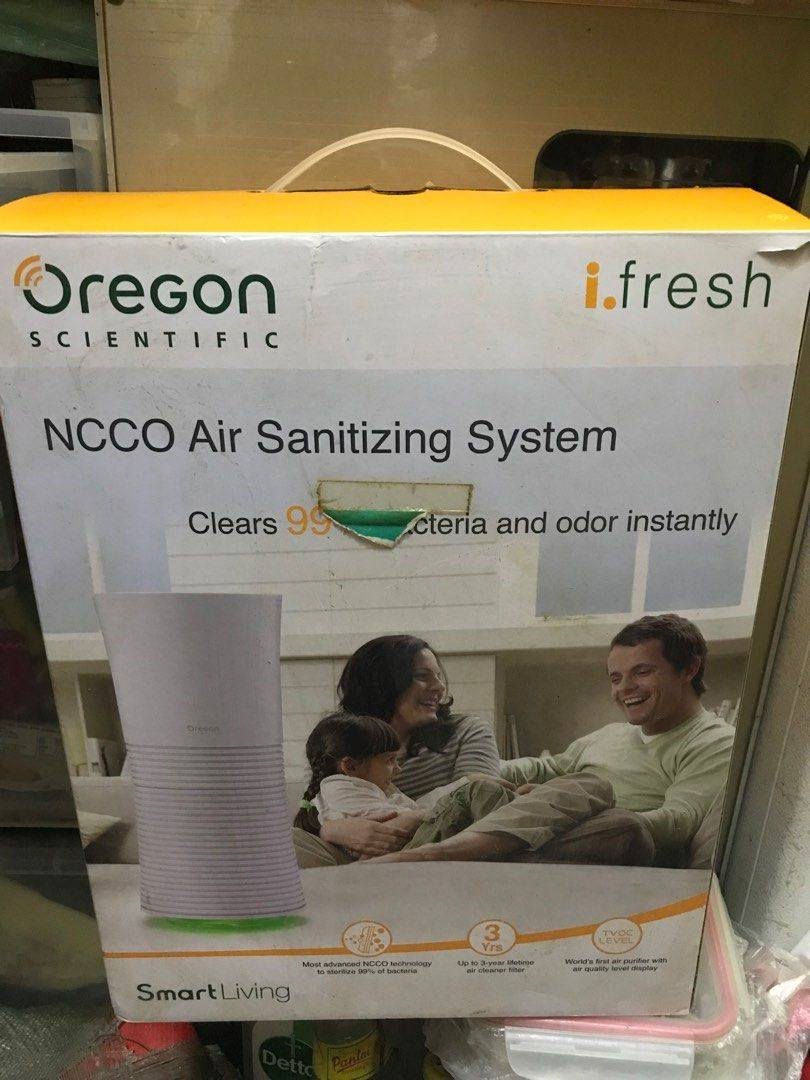 Oregon
SCIENTIFIC
i.fresh
NCCO Air Sanitizing System
Clears 99 cteria and odor instantly
Oregon
Most advanced NCCO technology
to sterilize 99% of bacteria
3
Yrs
Up to 3-year lifetime
air cleaner filter
TVOC
LEVEL
World's first air purifier with
air quality level display
SmartLiving
Detto